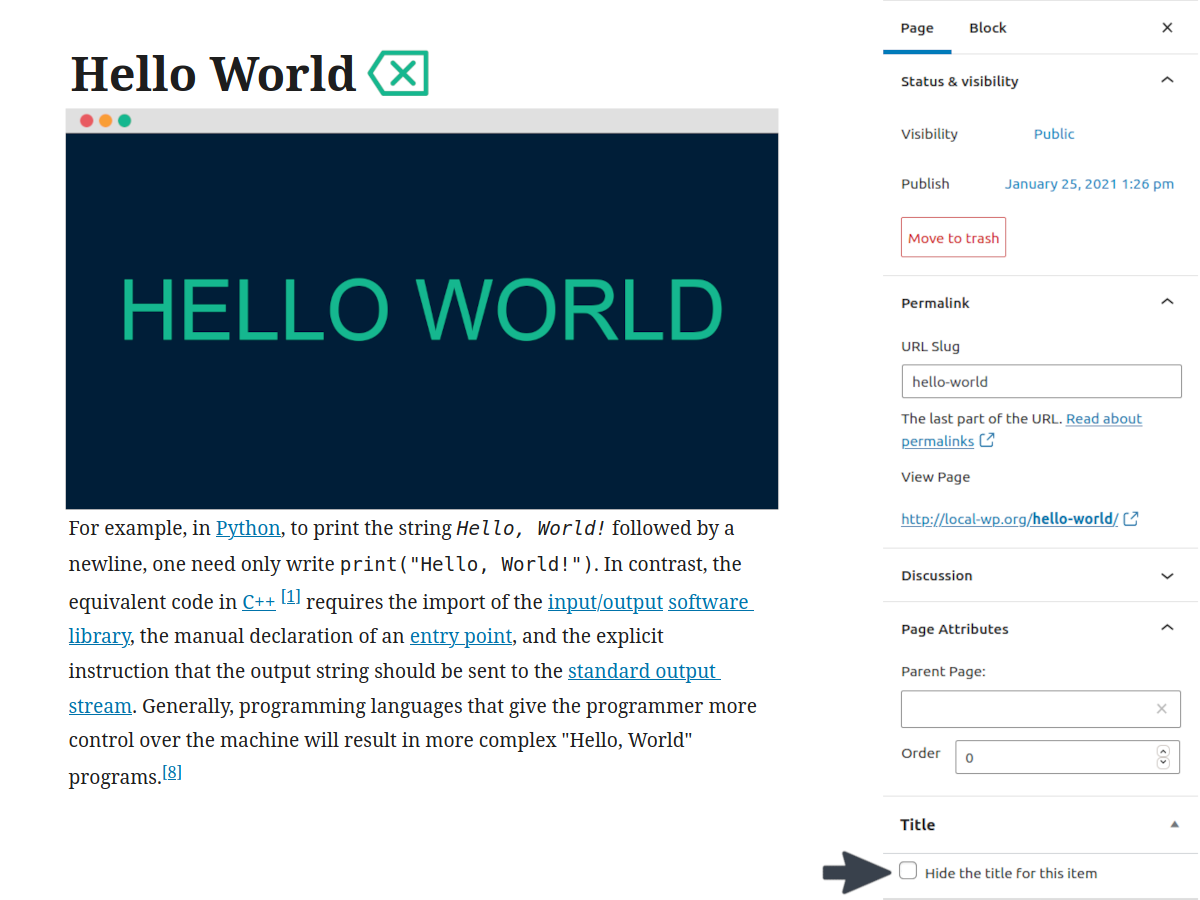 Hello World
HELLO WORLD
For example, in Python, to print the string Hello, World! followed by a
newline, one need only write print("Hello, World!"). In contrast, the
equivalent code in C++ [1] requires the import of the input/output software
library, the manual declaration of an entry point, and the explicit
instruction that the output string should be sent to the standard output
stream. Generally, programming languages that give the programmer more
control over the machine will result in more complex "Hello, World"
programs.[8]
Page Block
Status & visibility
Visibility Public
Publish January 25, 2021 1:26 pm
Move to trash
Permalink
URL Slug
hello-world
The last part of the URL. Read about
permalinks
View Page
http://local-wp.org/hello-world/
Discussion
Page Attributes
Parent Page:
Order 0
Title
Hide the title for this item